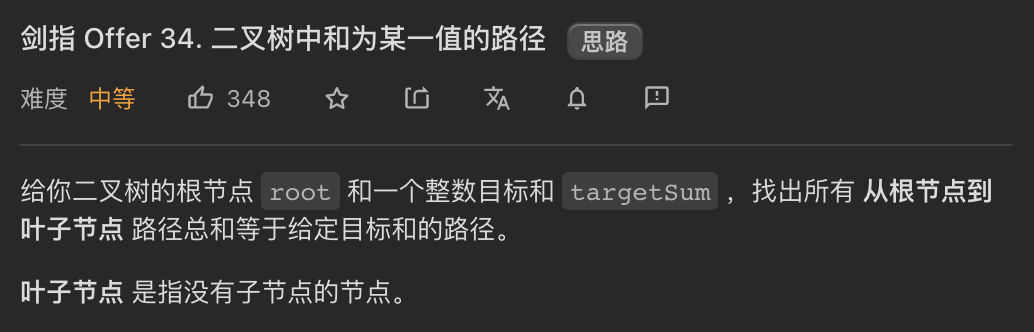 剑指 Offer 34. 二叉树中和为某一值的路径 思路
难度 中等 348
给你二叉树的根节点 root 和一个整数目标和 targetSum ，找出所有 从根节点到
叶子节点 路径总和等于给定目标和的路径。
叶子节点 是指没有子节点的节点。